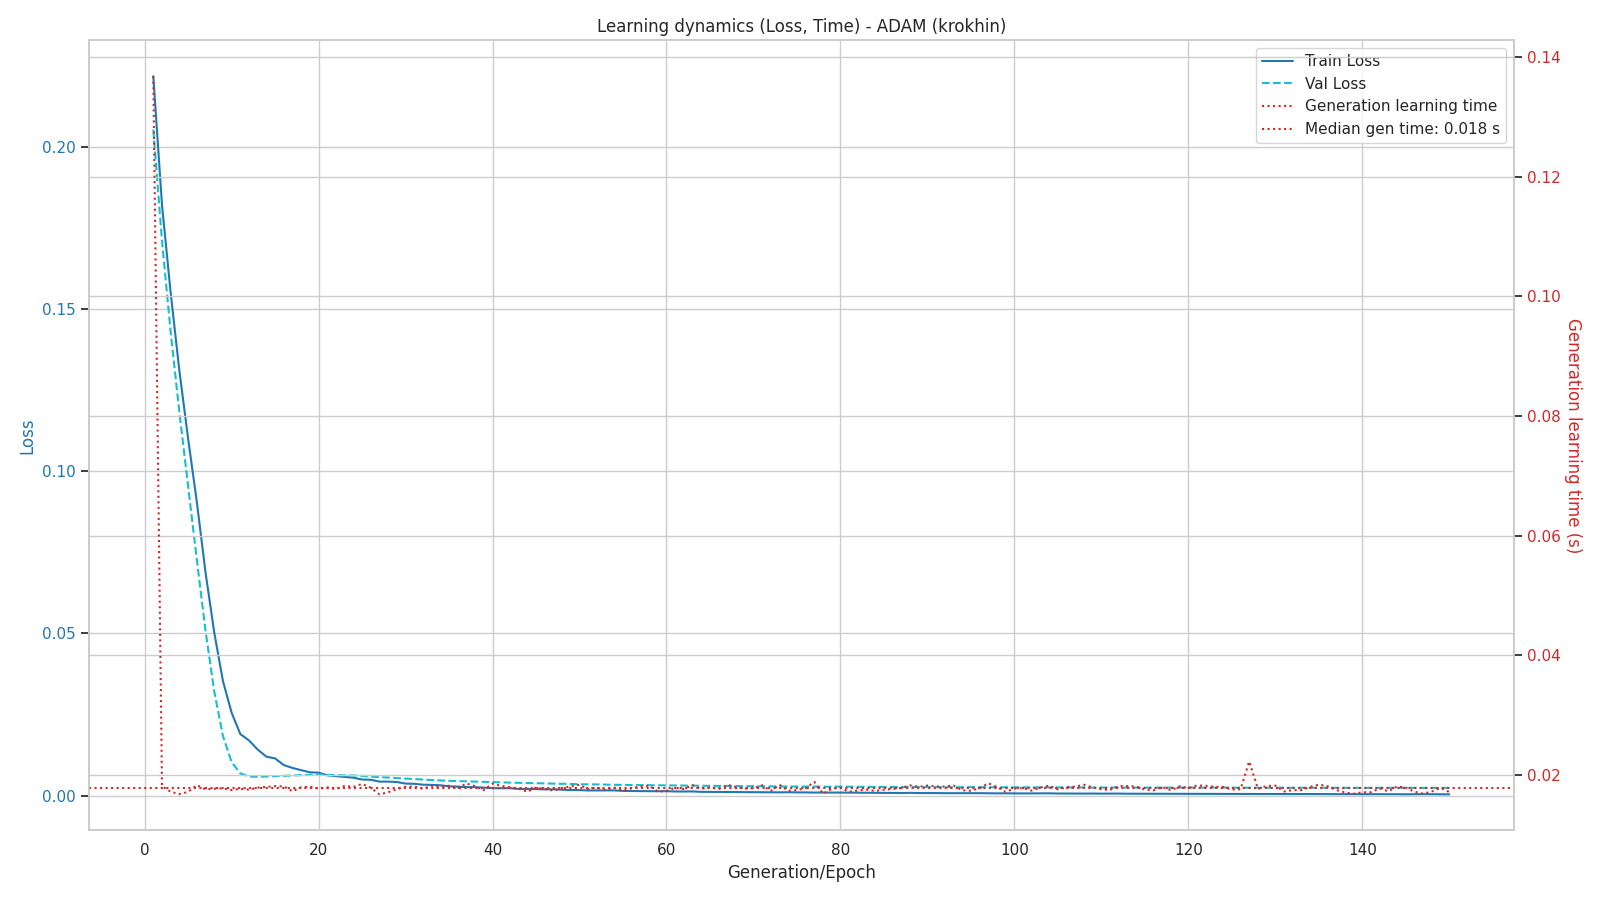 Learning dynamics (Loss, Time) - ADAM (krokhin)
Train Loss
Val Loss
Generation learning time
Median gen time: 0.018 s
Loss
0.20
0.15
0.10
0.05
0.00
0.14
0.12
0.10
0.08
0.06
0.04
0.02
Generation learning time (s)
0 20 40 60 80 100 120 140
Generation/Epoch